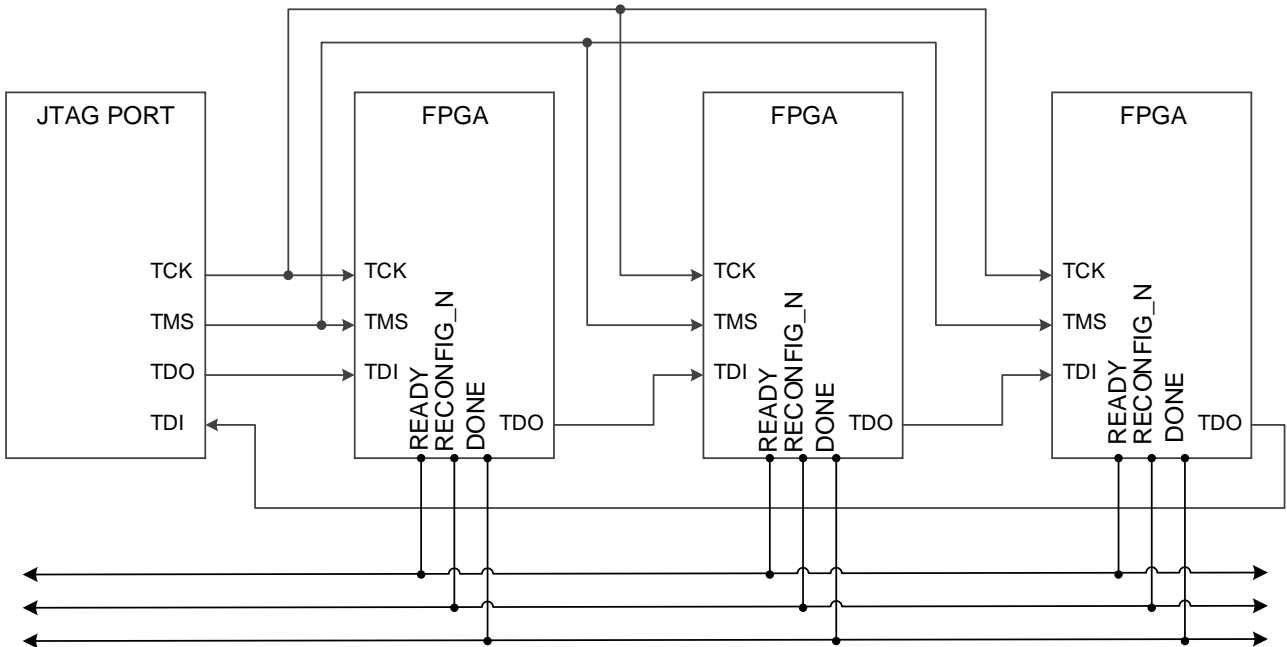 JTAG PORT
TCK
TMS
TDO
TDI
FPGA
TCK
TMS
TDI
READY
RECONFIG_N
DONE
TDO
FPGA
TCK
TMS
TDI
READY
RECONFIG_N
DONE
TDO
FPGA
TCK
TMS
TDI
READY
RECONFIG_N
DONE
TDO